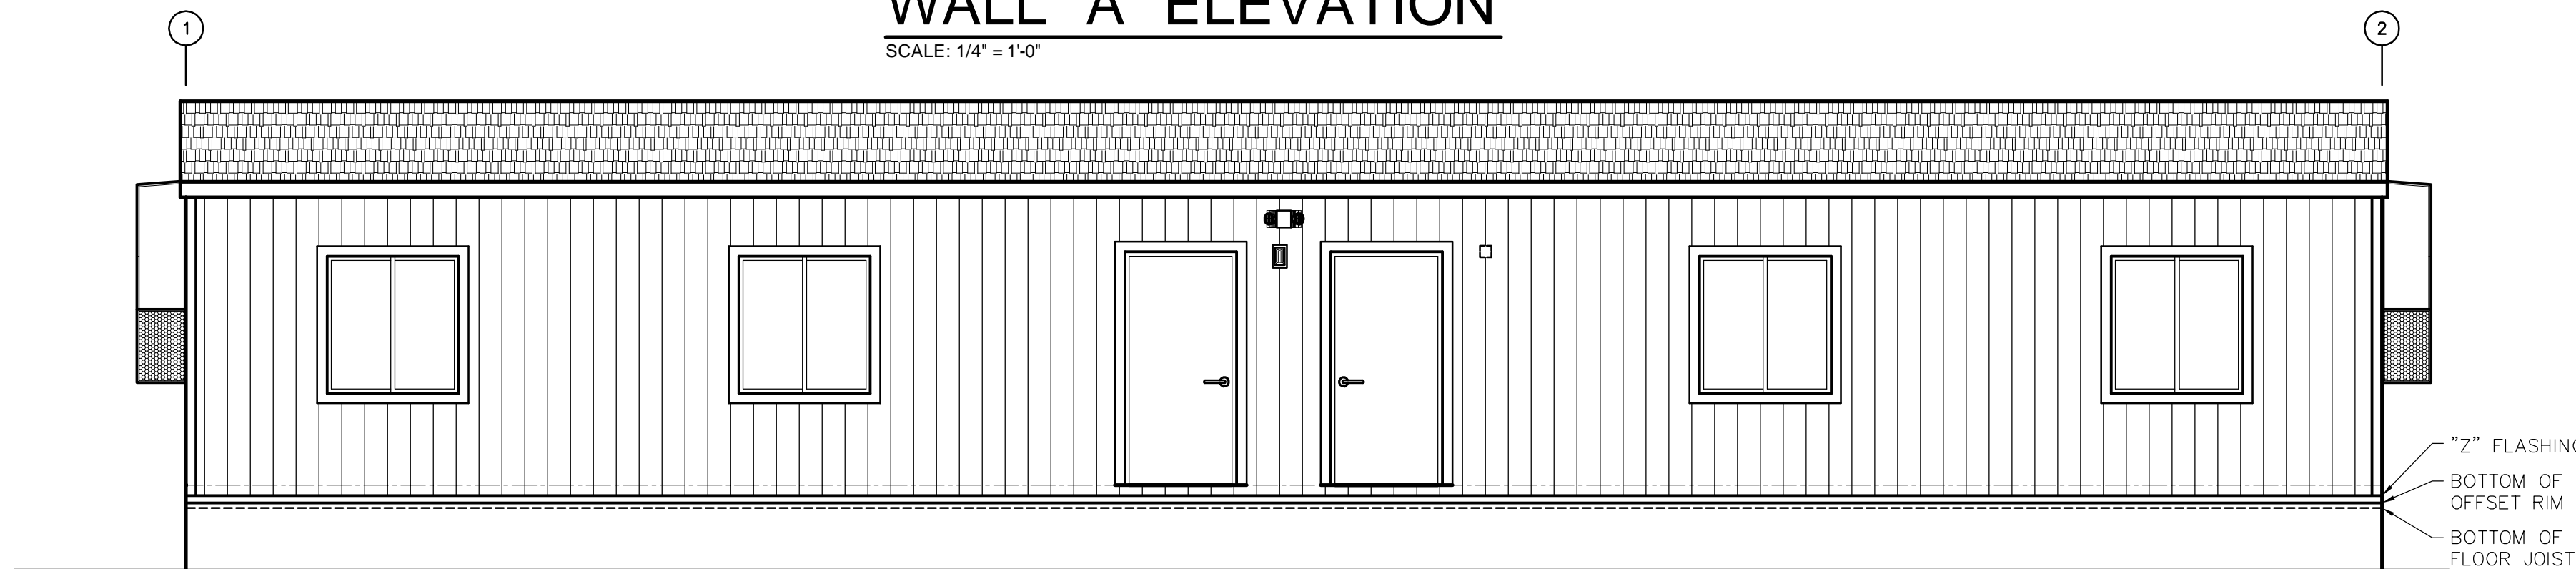 WALL "A" ELEVATION
SCALE: 1/4" = 1'-0"
1
2
"Z" FLASHING
BOTTOM OF
OFFSET RIM
BOTTOM OF
FLOOR JOIST